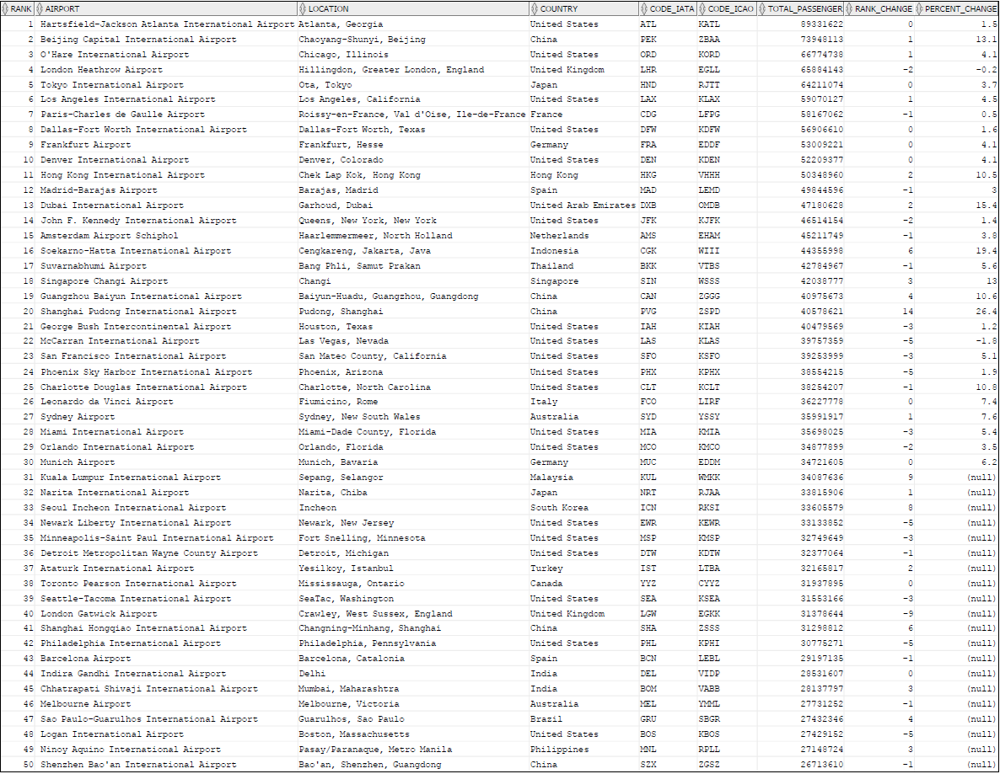 RANK AIRPORT LOCATION COUNTRY CODE_IATA CODE_ICAO TOTAL_PASSENGER RANK_CHANGE PERCENT_CHANGE
1 Hartsfield-Jackson Atlanta International Airport Atlanta, Georgia United States ATL KATL 89331622 0 1.5
2 Beijing Capital International Airport Chaoyang-Shunyi, Beijing China PEK ZBAA 73948113 1 13.1
3 O'Hare International Airport Chicago, Illinois United States ORD KORD 66774738 1 4.1
4 London Heathrow Airport Hillingdon, Greater London, England United Kingdom LHR EGLL 65884143 -2 -0.2
5 Tokyo International Airport Ota, Tokyo Japan HND RJTT 64211074 0 3.7
6 Los Angeles International Airport Los Angeles, California United States LAX KLAX 59070127 1 4.5
7 Paris-Charles de Gaulle Airport Roissy-en-France, Val d'Oise, Ile-de-France France CDG LFPG 58167062 -1 0.5
8 Dallas-Fort Worth International Airport Dallas-Fort Worth, Texas United States DFW KDFW 56906610 0 1.6
9 Frankfurt Airport Frankfurt, Hesse Germany FRA EDDF 53009221 0 4.1
10 Denver International Airport Denver, Colorado United States DEN KDEN 52209377 0 4.1
11 Hong Kong International Airport Chek Lap Kok, Hong Kong Hong Kong HKG VHHH 50348960 2 10.5
12 Madrid-Barajas Airport Barajas, Madrid Spain MAD LEMD 49844596 -1 3
13 Dubai International Airport Garhoud, Dubai United Arab Emirates DXB OMDB 47180628 2 15.4
14 John F. Kennedy International Airport Queens, New York, New York United States JFK KJFK 46514154 -2 1.4
15 Amsterdam Airport Schiphol Haarlemmermeer, North Holland Netherlands AMS EHAM 45211749 -1 3.8
16 Soekarno-Hatta International Airport Cengkareng, Jakarta, Java Indonesia CGK WIII 44355998 6 19.4
17 Suvarnabhumi Airport Bang Phli, Samut Prakan Thailand BKK VTBS 42784967 -1 5.6
18 Singapore Changi Airport Changi Singapore SIN WSSS 42038777 3 13
19 Guangzhou Baiyun International Airport Baiyun-Huadu, Guangzhou, Guangdong China CAN ZGGG 40975673 4 10.6
20 Shanghai Pudong International Airport Pudong, Shanghai China PVG ZSPD 40578621 14 26.4
21 George Bush Intercontinental Airport Houston, Texas United States IAH KIAH 40479569 -3 1.2
22 McCarran International Airport Las Vegas, Nevada United States LAS KLAS 39757359 -5 -1.8
23 San Francisco International Airport San Mateo County, California United States SFO KSFO 39253999 -3 5.1
24 Phoenix Sky Harbor International Airport Phoenix, Arizona United States PHX KPHX 38554215 -5 1.9
25 Charlotte Douglas International Airport Charlotte, North Carolina United States CLT KCLT 38254207 -1 10.8
26 Leonardo da Vinci Airport Fiumicino, Rome Italy FCO LIRF 36227778 0 7.4
27 Sydney Airport Sydney, New South Wales Australia SYD YSSY 35991917 1 7.6
28 Miami International Airport Miami-Dade County, Florida United States MIA KMIA 35698025 -3 5.4
29 Orlando International Airport Orlando, Florida United States MCO KMCO 34877899 -2 3.5
30 Munich Airport Munich, Bavaria Germany MUC EDDM 34721605 0 6.2
31 Kuala Lumpur International Airport Sepang, Selangor Malaysia KUL WMKK 34087636 9 (null)
32 Narita International Airport Narita, Chiba Japan NRT RJAA 33815906 1 (null)
33 Seoul Incheon International Airport Incheon South Korea ICN RKSI 33605579 8 (null)
34 Newark Liberty International Airport Newark, New Jersey United States EWR KEWR 33133852 -5 (null)
35 Minneapolis-Saint Paul International Airport Fort Snelling, Minnesota United States MSP KMSP 32749649 -3 (null)
36 Detroit Metropolitan Wayne County Airport Detroit, Michigan United States DTW KDTW 32377064 -1 (null)
37 Ataturk International Airport Yesilkoy, Istanbul Turkey IST LTBA 32165817 2 (null)
38 Toronto Pearson International Airport Mississauga, Ontario Canada YYZ CYYZ 31937895 0 (null)
39 Seattle-Tacoma International Airport SeaTac, Washington United States SEA KSEA 31553166 -3 (null)
40 London Gatwick Airport Crawley, West Sussex, England United Kingdom LGW EGKK 31378644 -9 (null)
41 Shanghai Hongqiao International Airport Changning-Minhang, Shanghai China SHA ZSSS 31298812 6 (null)
42 Philadelphia International Airport Philadelphia, Pennsylvania United States PHL KPHI 30775271 -5 (null)
43 Barcelona Airport Barcelona, Catalonia Spain BCN LEBL 29197135 -1 (null)
44 Indira Gandhi International Airport Delhi India DEL VIDP 28531607 0 (null)
45 Chhatrapati Shivaji International Airport Mumbai, Maharashtra India BOM VABB 28137797 3 (null)
46 Melbourne Airport Melbourne, Victoria Australia MEL YMML 27731252 -1 (null)
47 Sao Paulo-Guarulhos International Airport Guarulhos, Sao Paulo Brazil GRU SBGR 27432346 4 (null)
48 Logan International Airport Boston, Massachusetts United States BOS KBOS 27429152 -5 (null)
49 Ninoy Aquino International Airport Pasay/Paranaque, Metro Manila Philippines MNL RPLL 27148724 3 (null)
50 Shenzhen Bao'an International Airport Bao'an, Shenzhen, Guangdong China SZX ZGSZ 26713610 -1 (null)